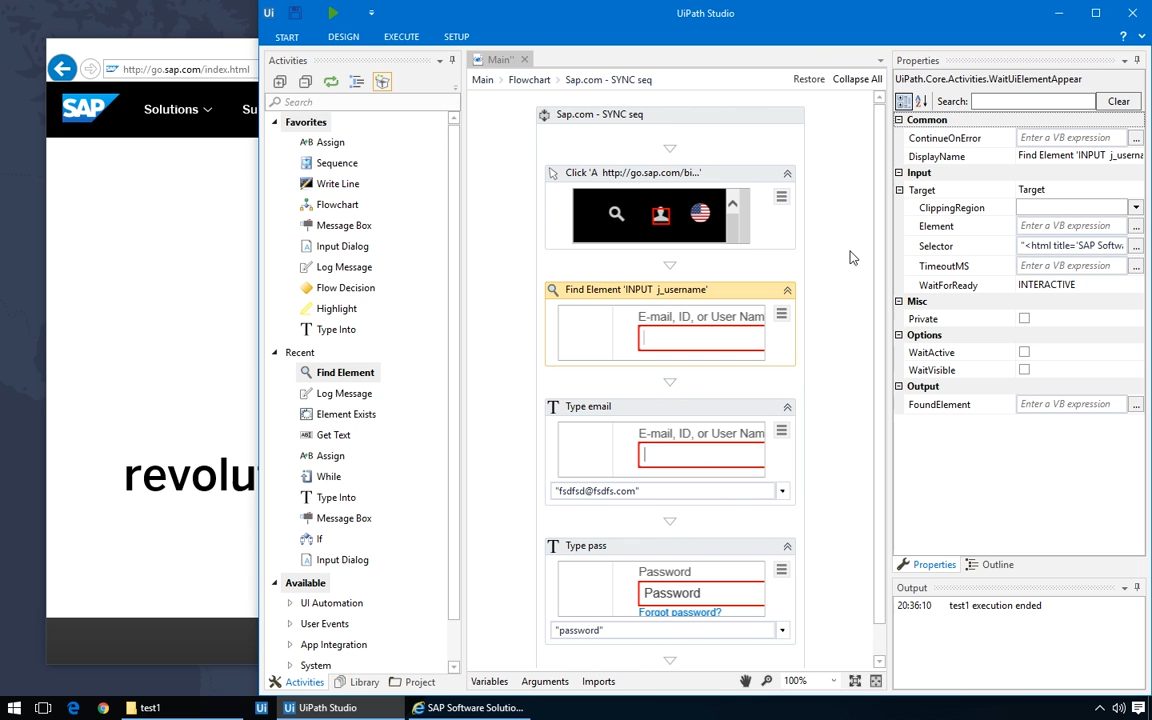 http://go.sap.com/index.html
SAP
Solutions
Su
revolu
Ui
UiPath Studio
START
DESIGN
EXECUTE
SETUP
?
Activities
Search
Favorites
A+B Assign
Sequence
Write Line
Flowchart
Message Box
Input Dialog
Log Message
Flow Decision
Highlight
T Type Into
Recent
Find Element
Log Message
Element Exists
Get Text
A+B Assign
While
T Type Into
Message Box
If
Input Dialog
Available
UI Automation
User Events
App Integration
System
Activities
Library
Project
Main*
Main
Flowchart
Sap.com - SYNC seq
Restore
Collapse All
Sap.com - SYNC seq
Click 'A http://go.sap.com/bi...'
Find Element 'INPUT j_username'
E-mail, ID, or User Nam
T Type email
E-mail, ID, or User Nam
"fsdfsd@fsdfs.com"
T Type pass
Password
Password
Forgot password?
"password"
Variables
Arguments
Imports
100%
Properties
UiPath.Core.Activities.WaitUiElementAppear
Search:
Clear
Common
ContinueOnError
Enter a VB expression
...
DisplayName
Find Element 'INPUT j_userna
Input
Target
Target
ClippingRegion
Element
Enter a VB expression
...
Selector
"<html title='SAP Softwa
...
TimeoutMS
Enter a VB expression
...
WaitForReady
INTERACTIVE
Misc
Private
Options
WaitActive
WaitVisible
Output
FoundElement
Enter a VB expression
...
Properties
Outline
Output
20:36:10
test1 execution ended
test1
Ui
Ui
UiPath Studio
SAP Software Solutio...